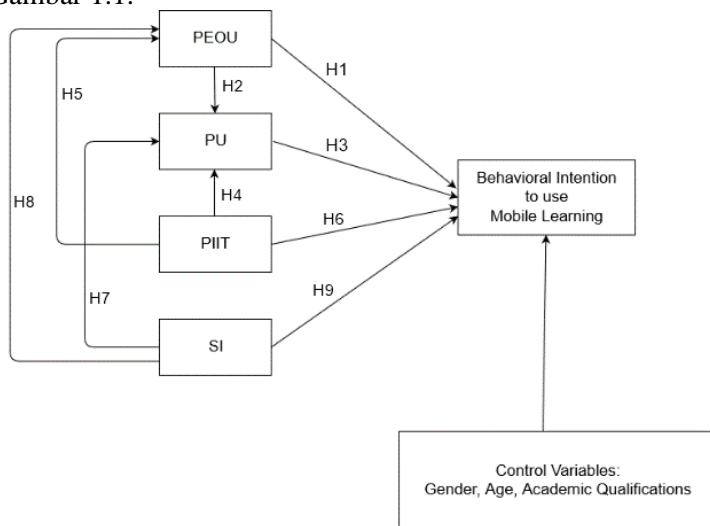 Gambar 1.1.
PEOU
H1
H2
H5
PU
H3
H8
H4
PIIT
H6
H7
H9
SI
Behavioral Intention
to use
Mobile Learning
Control Variables:
Gender, Age, Academic Qualifications